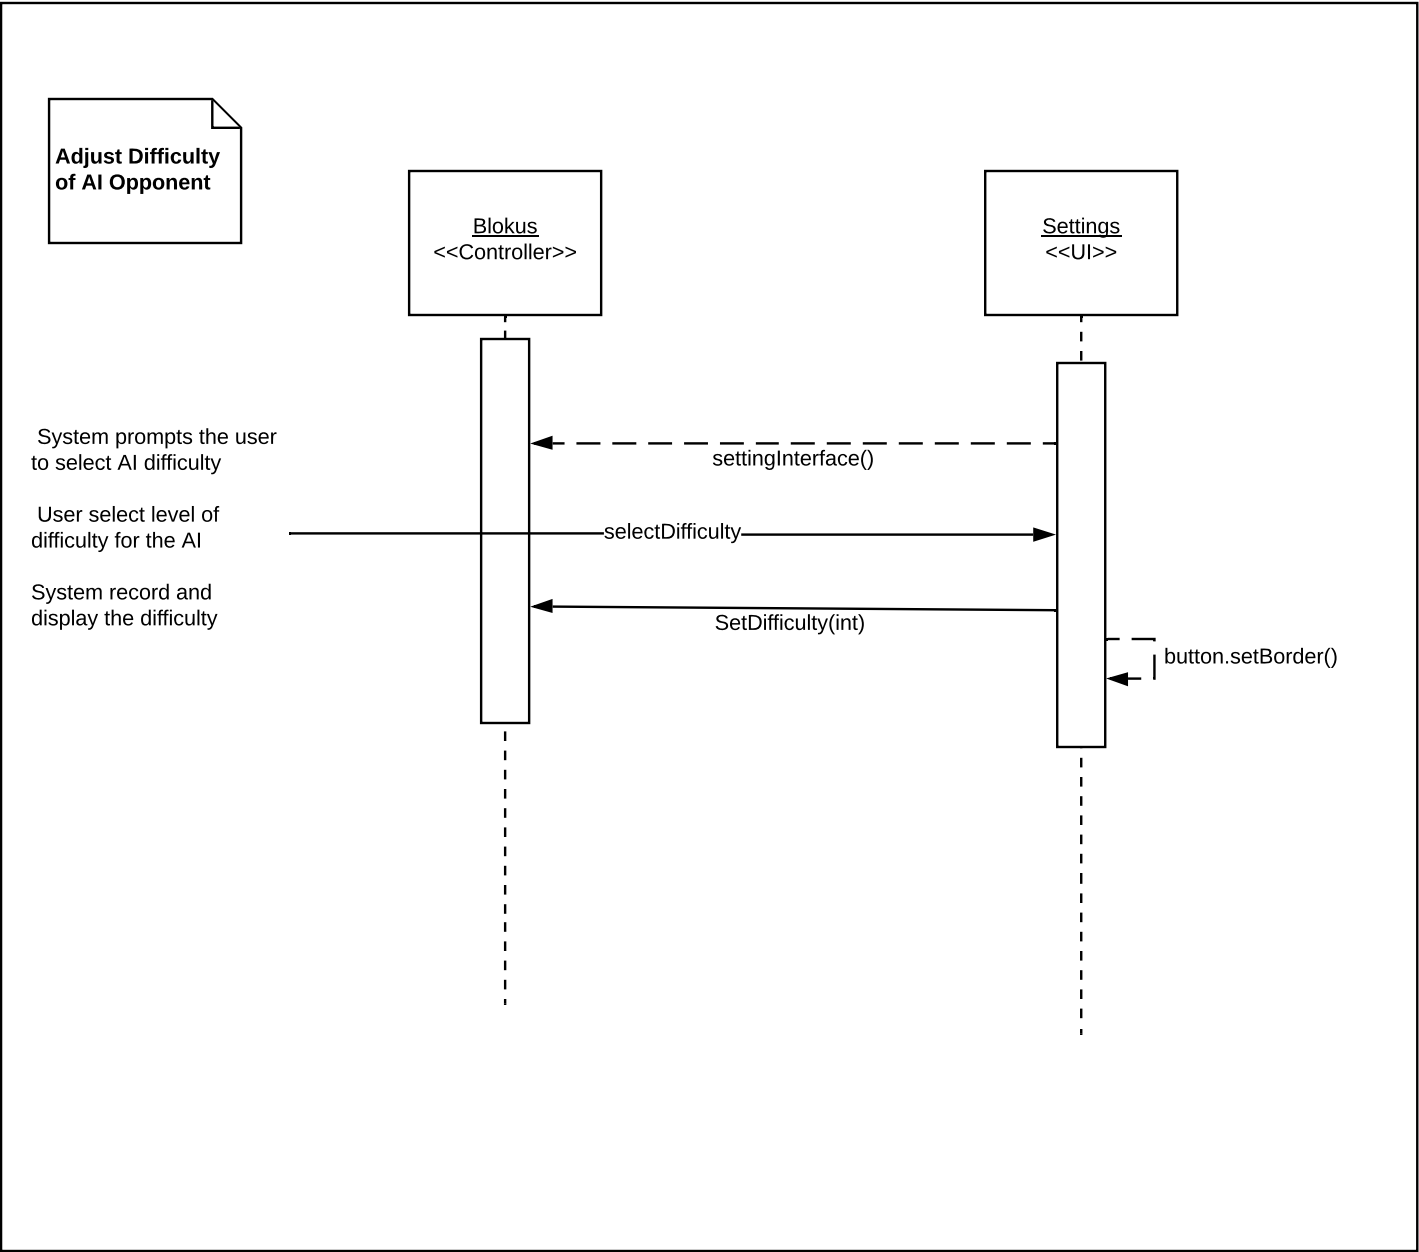 Adjust Difficulty
of AI Opponent
Blokus
<<Controller>>
Settings
<<UI>>
System prompts the user
to select AI difficulty
settingInterface()
User select level of
difficulty for the AI
selectDifficulty
System record and
display the difficulty
SetDifficulty(int)
button.setBorder()